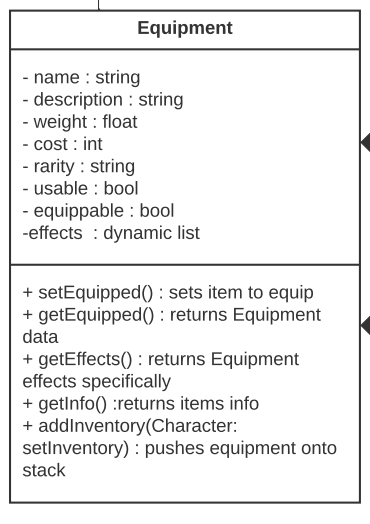 Equipment
- name : string
- description : string
- weight : float
- cost : int
- rarity : string
- usable : bool
- equippable : bool
-effects  : dynamic list
+ setEquipped() : sets item to equip
+ getEquipped() : returns Equipment
data
+ getEffects() : returns Equipment
effects specifically
+ getInfo() :returns items info
+ addInventory(Character:
setInventory) : pushes equipment onto
stack